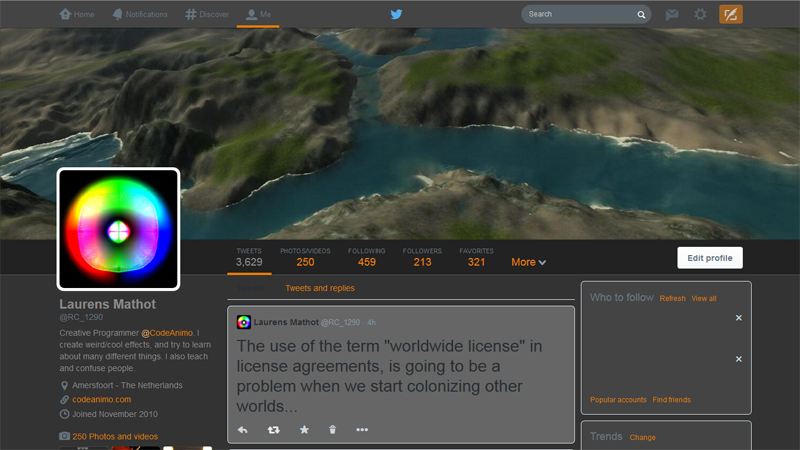 Home Notifications Discover Me Search
TWEETS PHOTOS/VIDEOS FOLLOWING FOLLOWERS FAVORITES
3,629 250 459 213 321 More Edit profile
Tweets and replies
Laurens Mathot
@RC_1290
Creative Programmer @CodeAnimo. I
create weird/cool effects, and try to learn
about many different things. I also teach
and confuse people.
Amersfoort - The Netherlands
codeanimo.com
Joined November 2010
250 Photos and videos
Laurens Mathot @RC_1290 · 4h
The use of the term "worldwide license" in
license agreements, is going to be a
problem when we start colonizing other
worlds...
Who to follow Refresh View all
Popular accounts Find friends
Trends Change